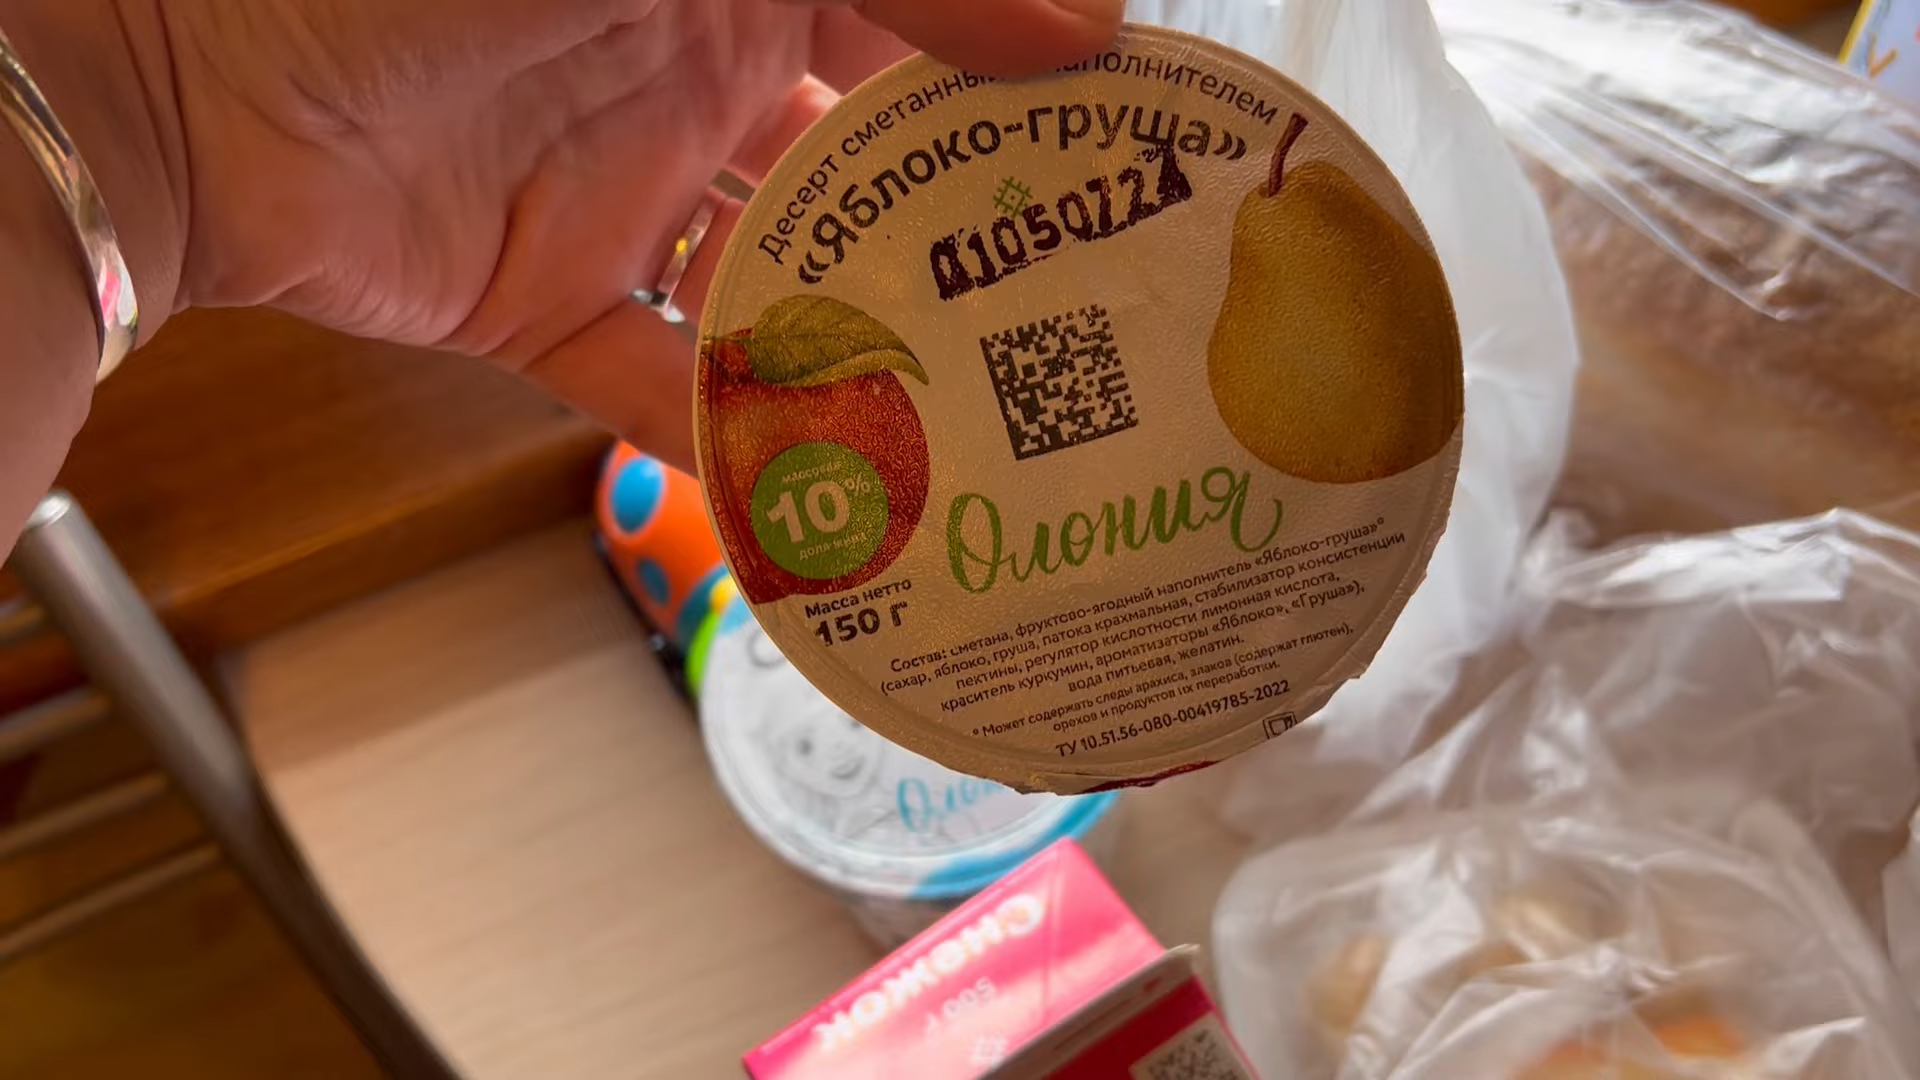 Десерт сметанный наполнителем
«Яблоко-груша»
массовая
10%
доля жира
Олония
Масса нетто
150 г
Состав: сметана, фруктово-ягодный наполнитель «Яблоко-груша»°
(сахар, яблоко, груша, патока крахмальная, стабилизатор консистенции
пектины, регулятор кислотности лимонная кислота,
краситель куркумин, ароматизаторы «Яблоко», «Груша»),
вода питьевая, желатин.
° Может содержать следы арахиса, злаков (содержат глютен),
орехов и продуктов их переработки.
ТУ 10.51.56-080-00419785-2022
Снежок
500 г